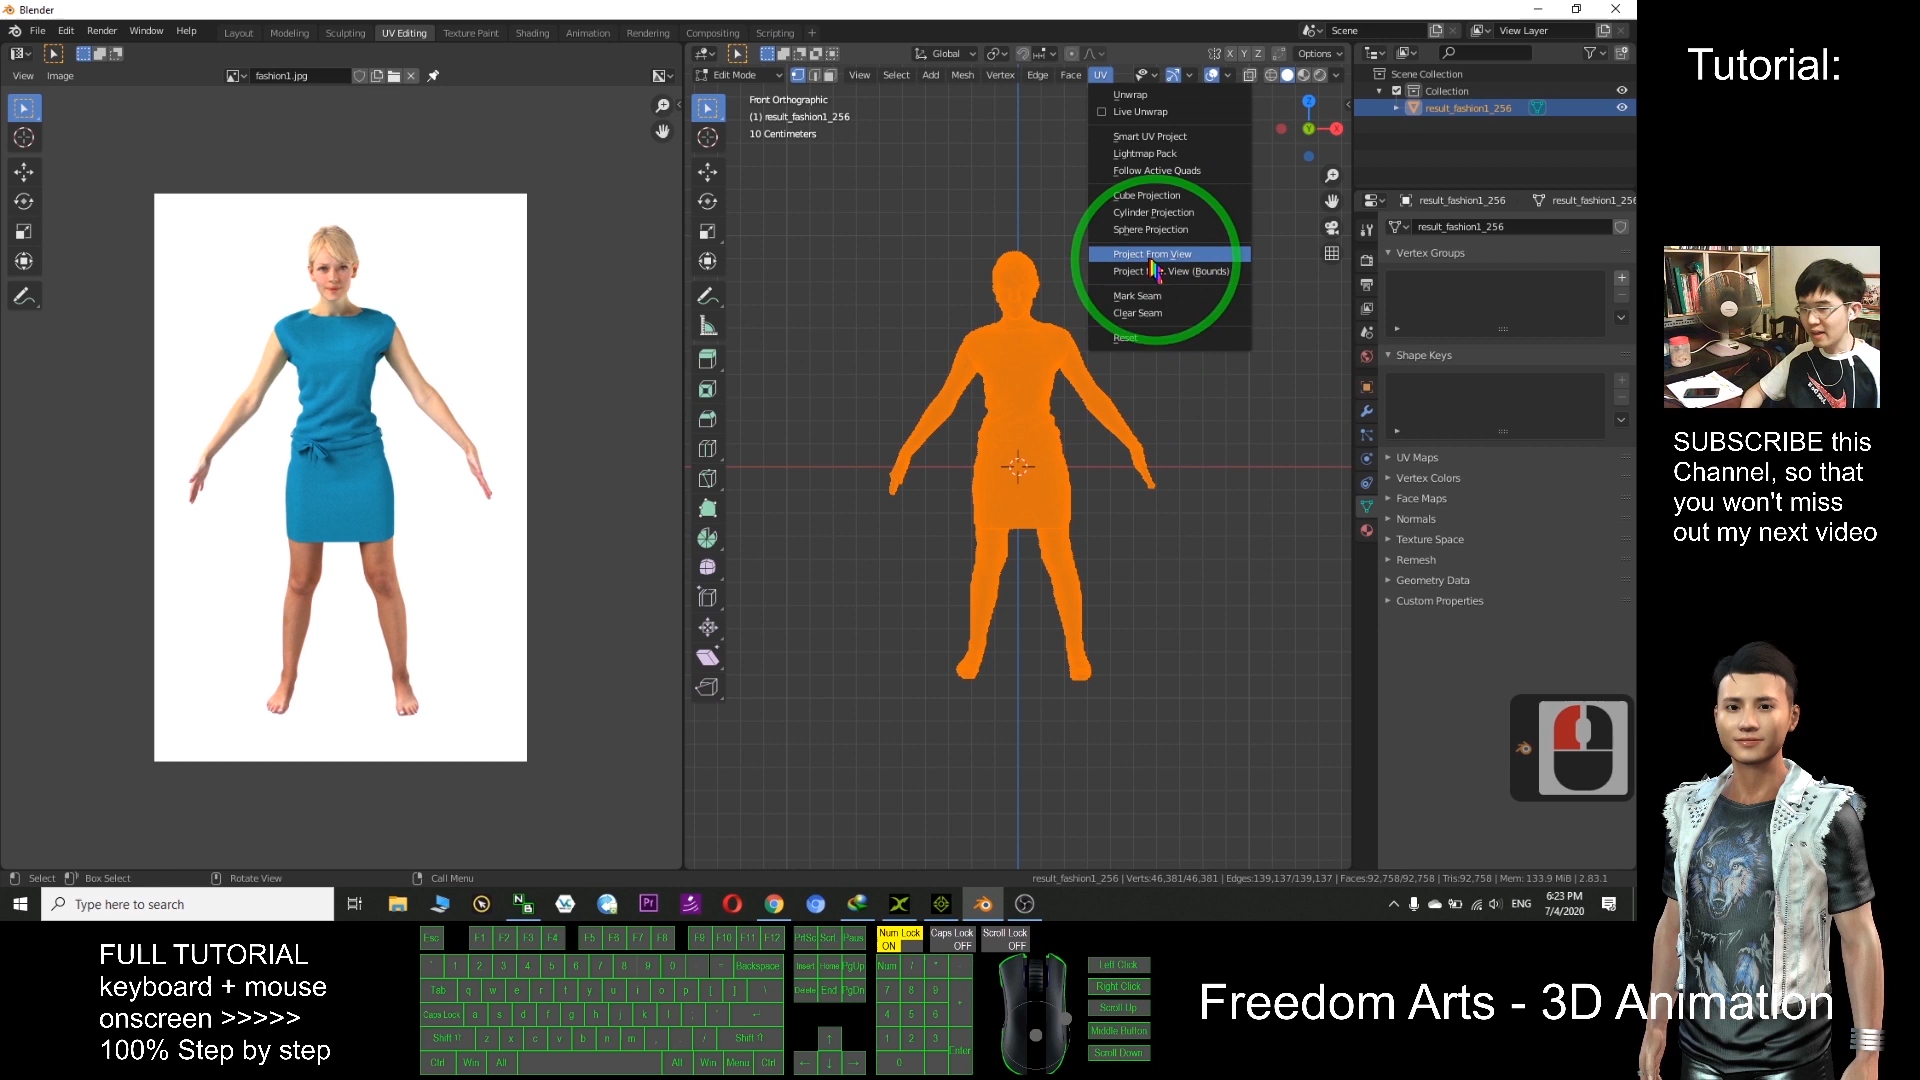 Blender
File Edit Render Window Help
Layout Modeling Sculpting UV Editing Texture Paint Shading Animation Rendering Compositing Scripting +
Scene
View Layer
Global
X Y Z
Options
View Image
fashion1.jpg
Edit Mode
View Select Add Mesh Vertex Edge Face UV
Front Orthographic
(1) result_fashion1_256
10 Centimeters
Unwrap
Live Unwrap
Smart UV Project
Lightmap Pack
Follow Active Quads
Cube Projection
Cylinder Projection
Sphere Projection
Project From View
Project View (Bounds)
Mark Seam
Clear Seam
Reset
Z
X
Y
Scene Collection
Collection
result_fashion1_256
result_fashion1_256
result_fashion1_256
result_fashion1_256
Vertex Groups
Shape Keys
UV Maps
Vertex Colors
Face Maps
Normals
Texture Space
Remesh
Geometry Data
Custom Properties
Select
Box Select
Rotate View
Call Menu
result_fashion1_256 | Verts:46,381/46,381 | Edges:139,137/139,137 | Faces:92,758/92,758 | Tris:92,758 | Mem: 133.9 MiB | 2.83.1
Type here to search
ENG
6:23 PM
7/4/2020
Tutorial:
SUBSCRIBE this
Channel, so that
you won't miss
out my next video
FULL TUTORIAL
keyboard + mouse
onscreen >>>>>
100% Step by step
Esc F1 F2 F3 F4 F5 F6 F7 F8 F9 F10 F11 F12 PrtSc Scrl. Paus
Num Lock
ON
Caps Lock
OFF
Scroll Lock
OFF
1 2 3 4 5 6 7 8 9 0 - = Backspace Insert Home PgUp Num / * -
Tab q w e r t y u i o p [ ] \ Delete End PgDn 7 8 9 +
Caps Lock a s d f g h j k l ; ' 4 5 6
Shift z x c v b n m , . / Shift 1 2 3 Enter
Ctrl Win Alt Alt Win Menu Ctrl 0
Left Click
Right Click
Scroll Up
Middle Button
Scroll Down
Freedom Arts - 3D Animation